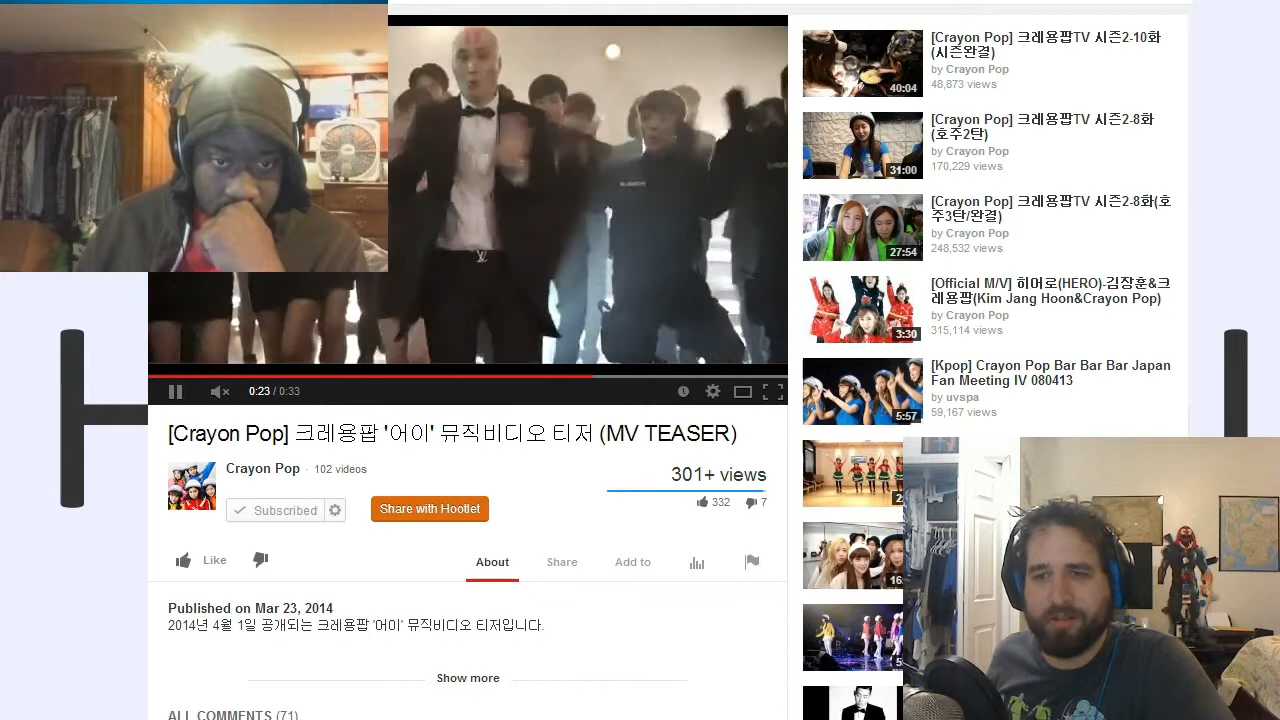 0:23 / 0:33
[Crayon Pop] 크레용팝 '어이' 뮤직비디오 티저 (MV TEASER)
Crayon Pop · 102 videos
301+ views
Subscribed
Share with Hootlet
332
7
Like
About
Share
Add to
Published on Mar 23, 2014
2014년 4월 1일 공개되는 크레용팝 '어이' 뮤직비디오 티저입니다.
Show more
ALL COMMENTS (71)
40:04
[Crayon Pop] 크레용팝TV 시즌2-10화
(시즌완결)
by Crayon Pop
48,873 views
31:00
[Crayon Pop] 크레용팝TV 시즌2-8화
(호주2탄)
by Crayon Pop
170,229 views
27:54
[Crayon Pop] 크레용팝TV 시즌2-8화(호
주3탄/완결)
by Crayon Pop
248,532 views
3:30
[Official M/V] 히어로(HERO)-김장훈&크
레용팝(Kim Jang Hoon&Crayon Pop)
by Crayon Pop
315,114 views
5:57
[Kpop] Crayon Pop Bar Bar Bar Japan
Fan Meeting IV 080413
by uvspa
59,167 views